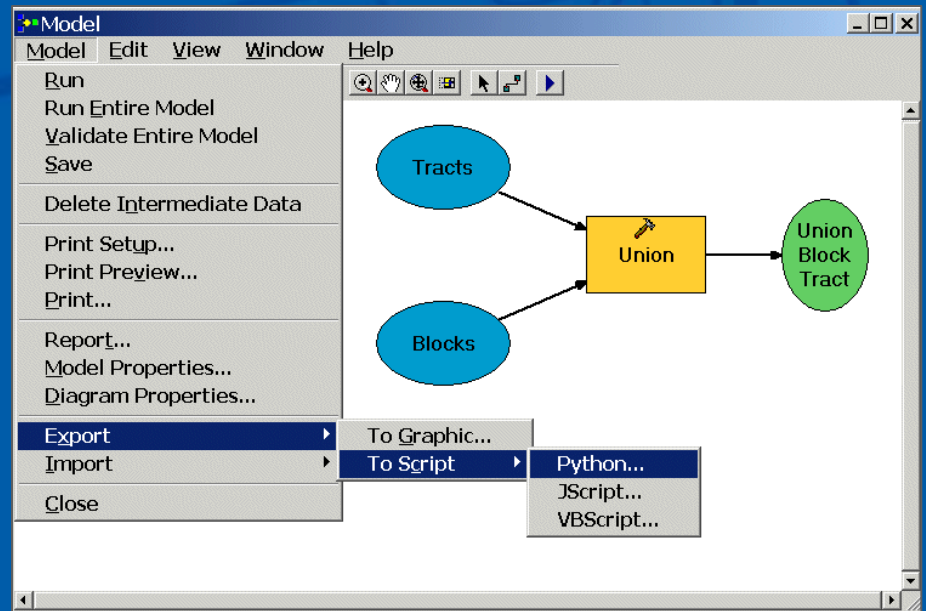 Model
Model Edit View Window Help
Run
Run Entire Model
Validate Entire Model
Save
Delete Intermediate Data
Print Setup...
Print Preview...
Print...
Report...
Model Properties...
Diagram Properties...
Export
Import
Close
To Graphic...
To Script
Python...
JScript...
VBScript...
Tracts
Blocks
Union
Union
Block
Tract